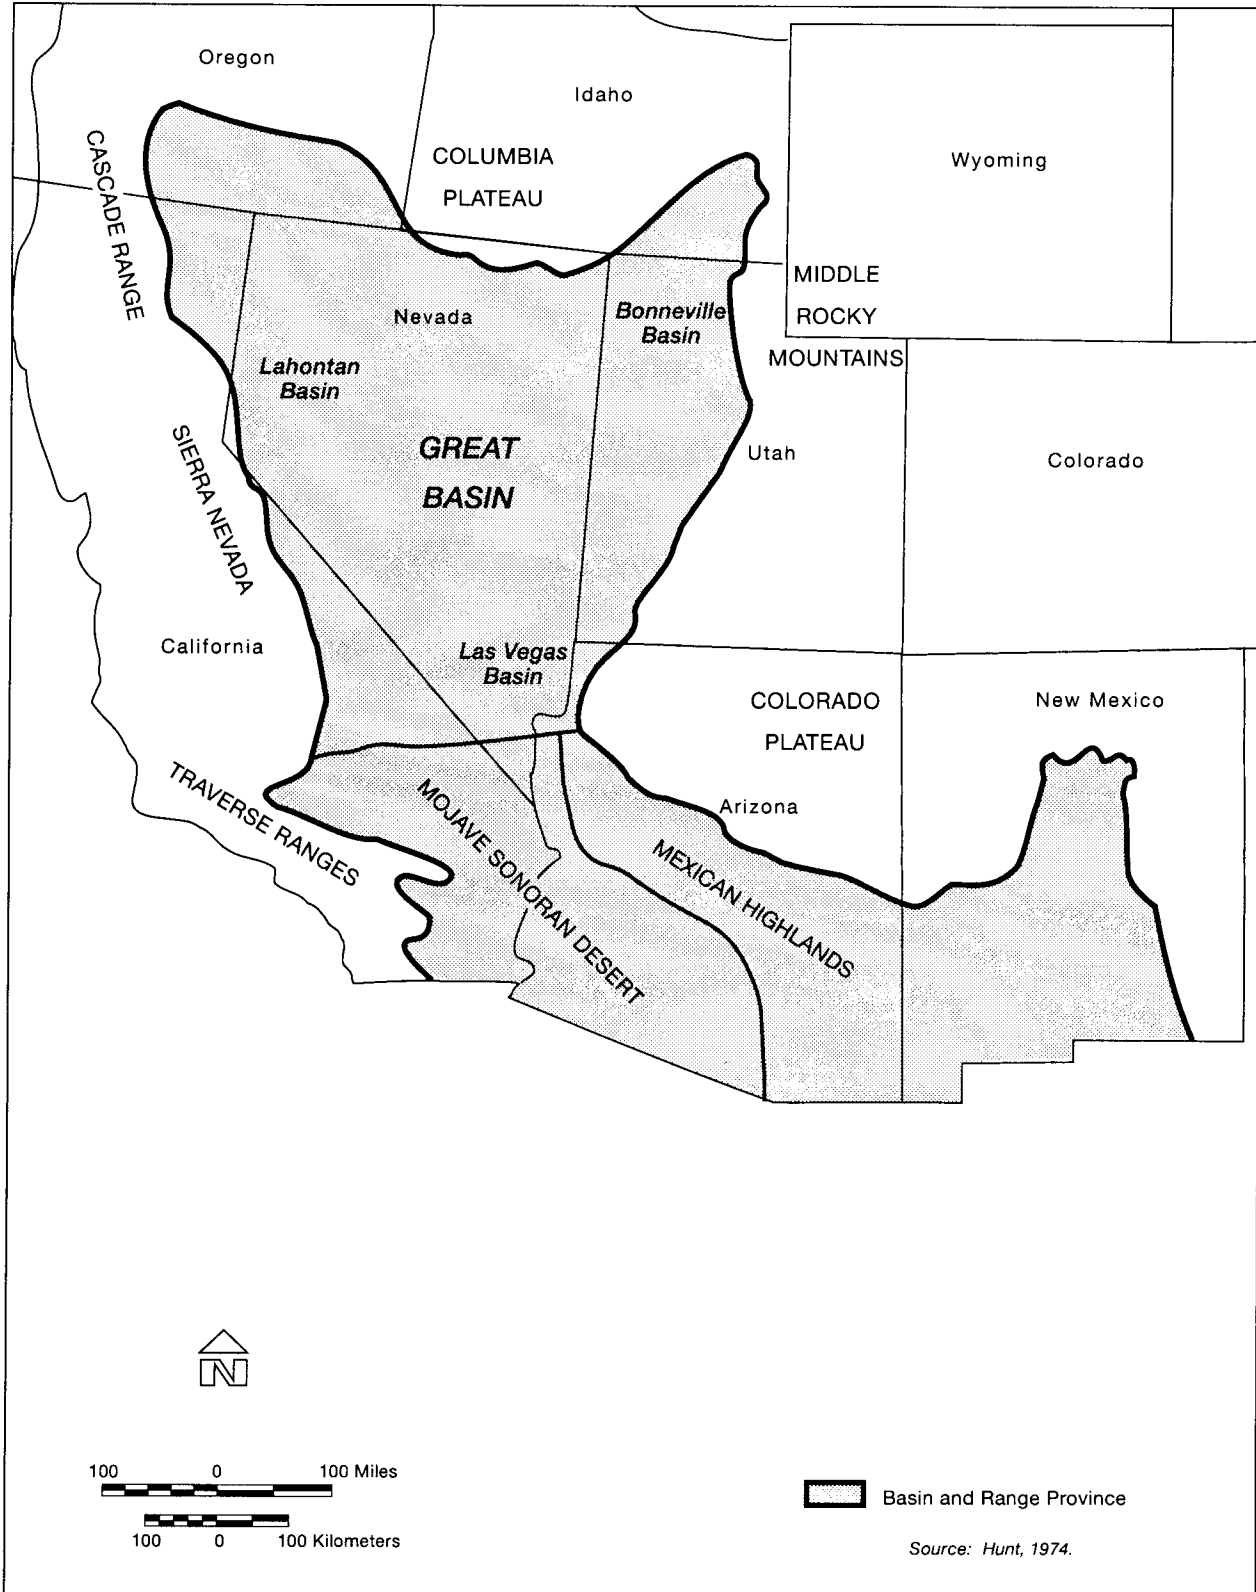 Oregon
Idaho
CASCADE RANGE
COLUMBIA
PLATEAU
Wyoming
MIDDLE
ROCKY
MOUNTAINS
Nevada
Bonneville
Basin
Lahontan
Basin
GREAT
BASIN
SIERRA NEVADA
Utah
Colorado
California
Las Vegas
Basin
COLORADO
PLATEAU
New Mexico
TRAVERSE RANGES
MOJAVE SONORAN DESERT
Arizona
MEXICAN HIGHLANDS
N
100 0 100 Miles
100 0 100 Kilometers
Basin and Range Province
Source: Hunt, 1974.